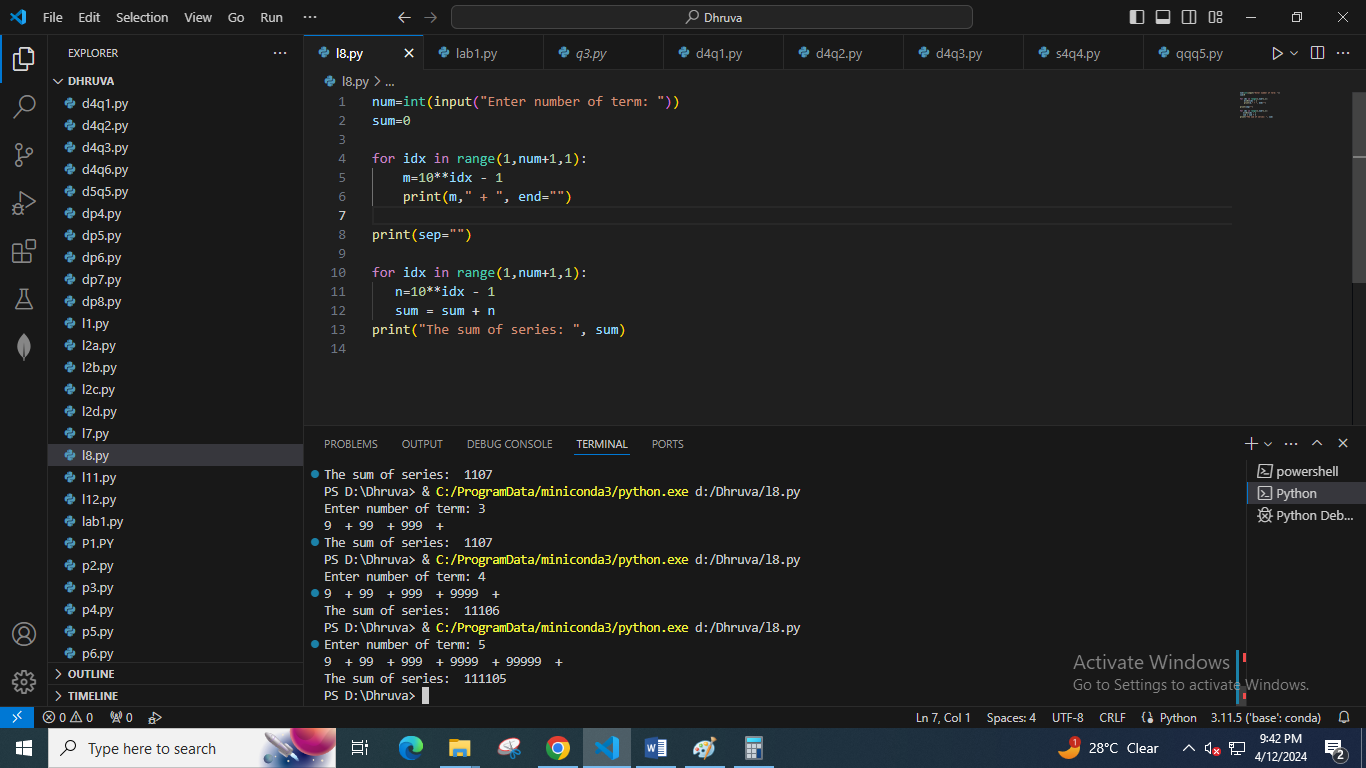 File Edit Selection View Go Run ··· Dhruva
EXPLORER ···
DHRUVA
d4q1.py
d4q2.py
d4q3.py
d4q6.py
d5q5.py
dp4.py
dp5.py
dp6.py
dp7.py
dp8.py
l1.py
l2a.py
l2b.py
l2c.py
l2d.py
l7.py
l8.py
l11.py
l12.py
lab1.py
P1.PY
p2.py
p3.py
p4.py
p5.py
p6.py
OUTLINE
TIMELINE
l8.py lab1.py q3.py d4q1.py d4q2.py d4q3.py s4q4.py qqq5.py
l8.py > ...
1 num=int(input("Enter number of term: "))
2 sum=0
3
4 for idx in range(1,num+1,1):
5     m=10**idx - 1
6     print(m," + ", end="")
7
8 print(sep="")
9
10 for idx in range(1,num+1,1):
11    n=10**idx - 1
12    sum = sum + n
13 print("The sum of series: ", sum)
14
PROBLEMS OUTPUT DEBUG CONSOLE TERMINAL PORTS
The sum of series:  1107
PS D:\Dhruva> & C:/ProgramData/miniconda3/python.exe d:/Dhruva/l8.py
Enter number of term: 3
9  + 99  + 999  +
The sum of series:  1107
PS D:\Dhruva> & C:/ProgramData/miniconda3/python.exe d:/Dhruva/l8.py
Enter number of term: 4
9  + 99  + 999  + 9999  +
The sum of series:  11106
PS D:\Dhruva> & C:/ProgramData/miniconda3/python.exe d:/Dhruva/l8.py
Enter number of term: 5
9  + 99  + 999  + 9999  + 99999  +
The sum of series:  111105
PS D:\Dhruva>
powershell
Python
Python Deb...
Activate Windows
Go to Settings to activate Windows.
0 0 0 Ln 7, Col 1 Spaces: 4 UTF-8 CRLF Python 3.11.5 ('base': conda)
Type here to search 28°C Clear 9:42 PM
4/12/2024 2